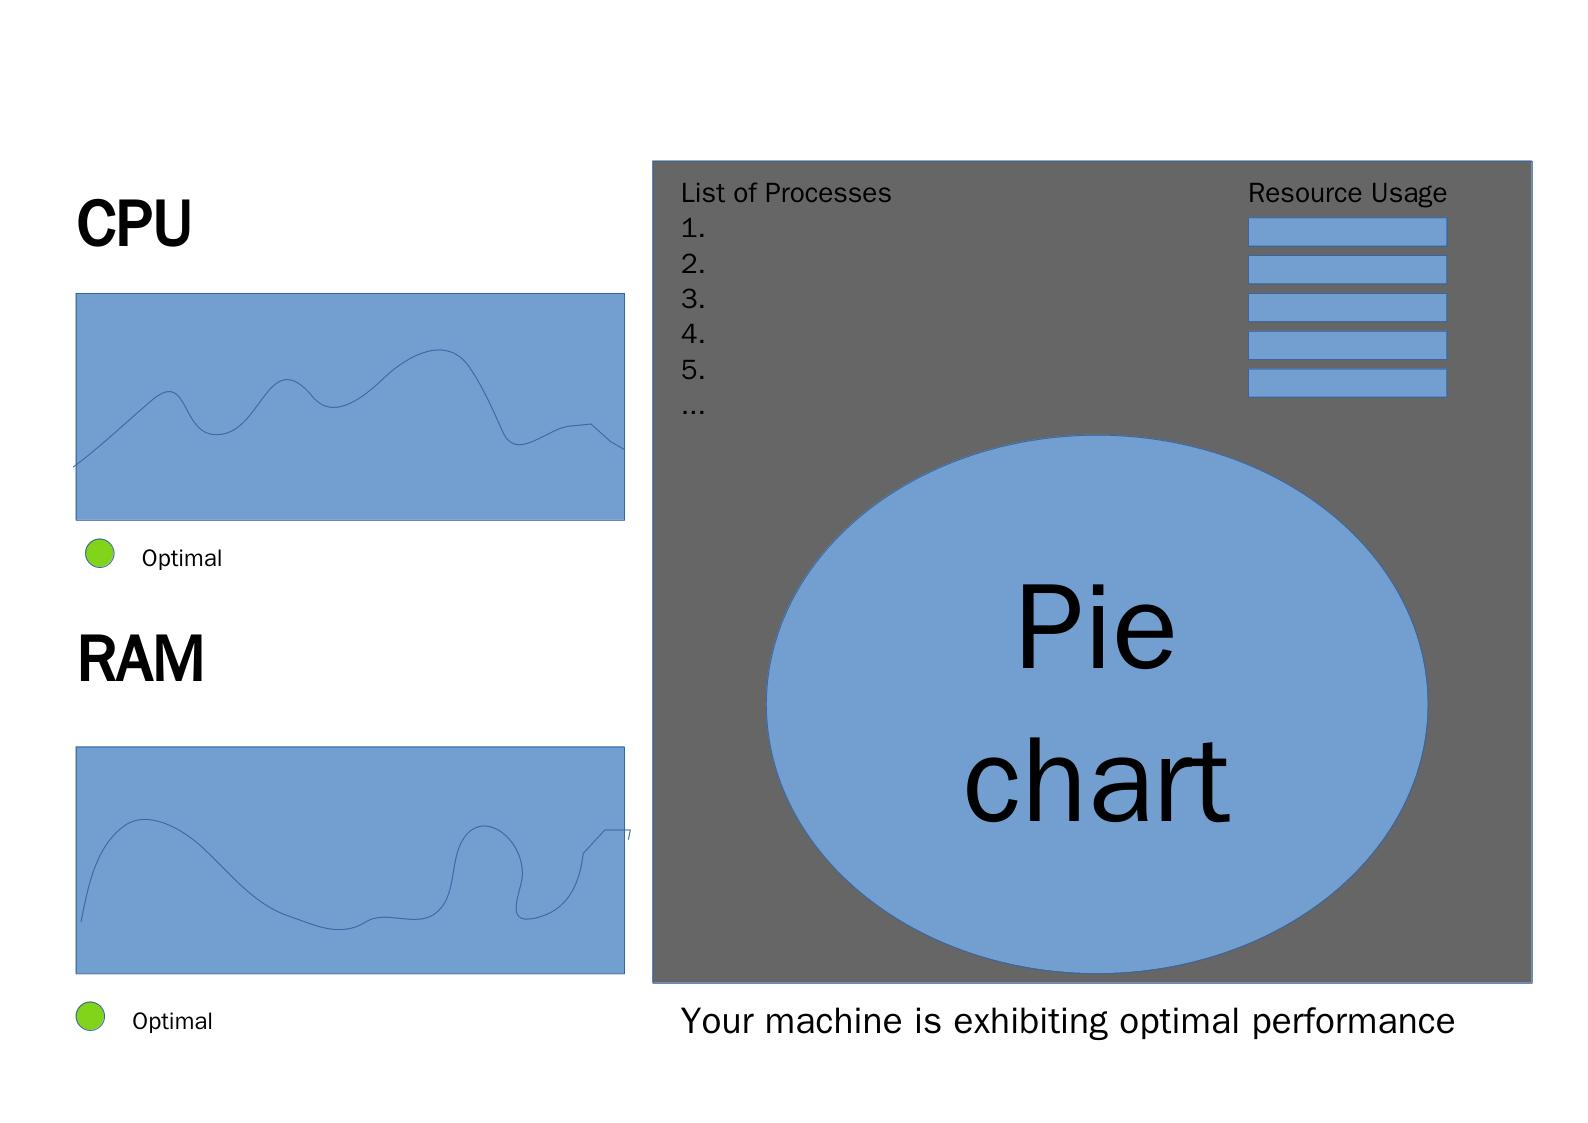 CPU
Optimal
RAM
Optimal
List of Processes
1.
2.
3.
4.
5.
...
Resource Usage
Pie
chart
Your machine is exhibiting optimal performance